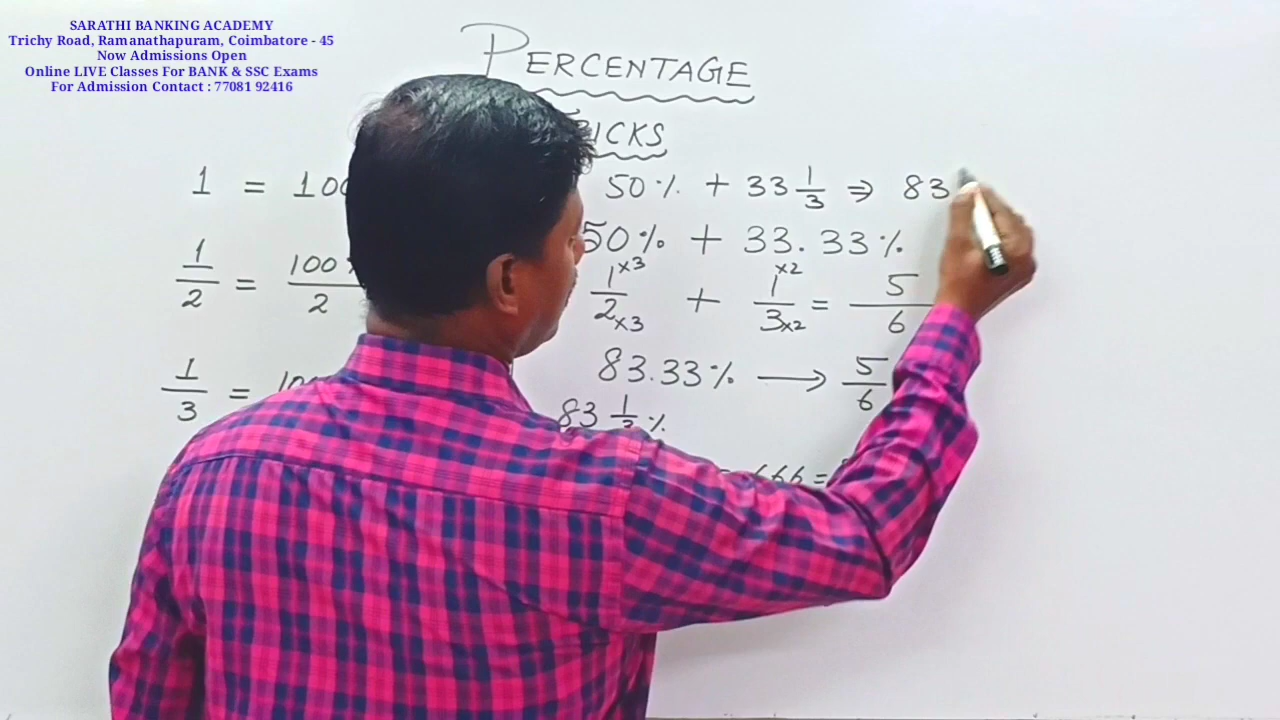 SARATHI BANKING ACADEMY
Trichy Road, Ramanathapuram, Coimbatore - 45
Now Admissions Open
Online LIVE Classes For BANK & SSC Exams
For Admission Contact : 77081 92416
PERCENTAGE
TRICKS
1 = 100
50% + 33 1/3 ⇒ 83
50% + 33.33%
1/2 = 100%/2
1×3/2×3 + 1×2/3×2 = 5/6
1/3 =
83.33% → 5/6
83 1/3 %
666 =